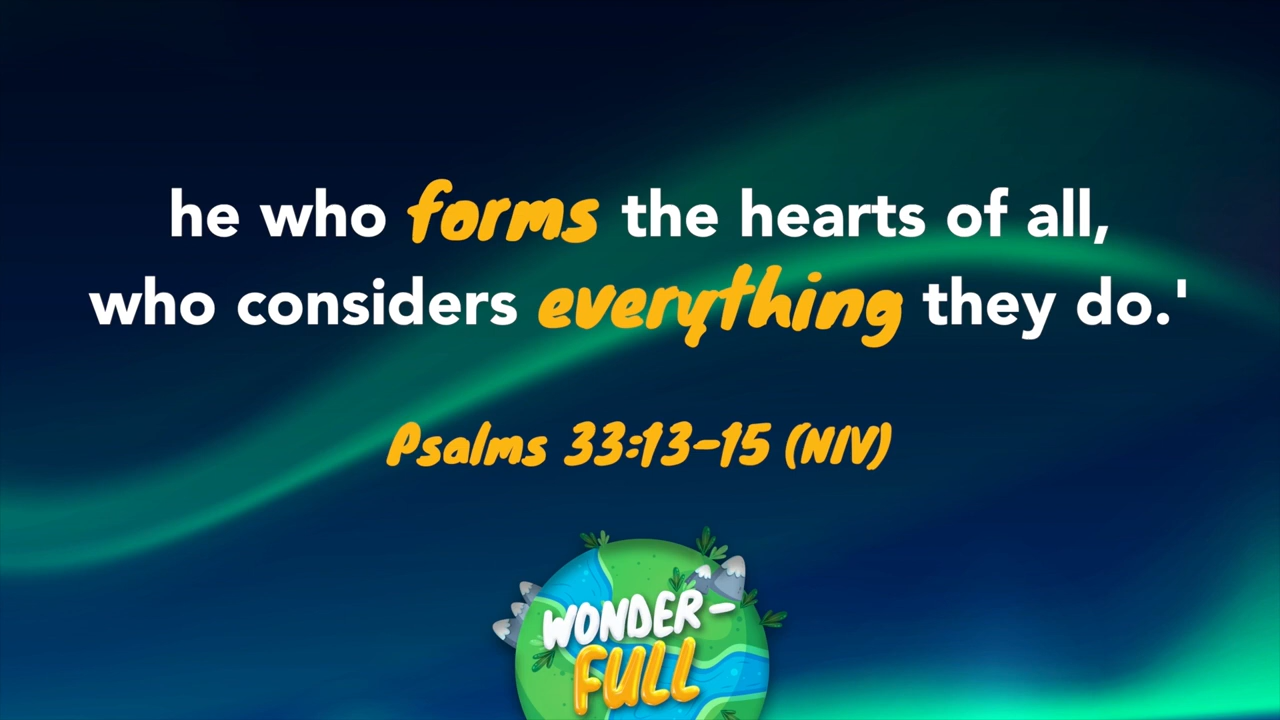 he who forms the hearts of all,
who considers everything they do.'
Psalms 33:13-15 (NIV)
WONDER-
FULL